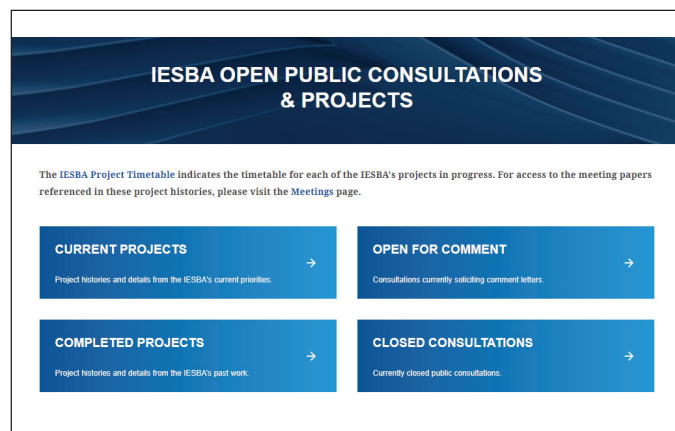 IESBA OPEN PUBLIC CONSULTATIONS
& PROJECTS
The IESBA Project Timetable indicates the timetable for each of the IESBA's projects in progress. For access to the meeting papers
referenced in these project histories, please visit the Meetings page.
CURRENT PROJECTS
Project histories and details from the IESBA's current priorities.
OPEN FOR COMMENT
Consultations currently soliciting comment letters.
COMPLETED PROJECTS
Project histories and details from the IESBA's past work.
CLOSED CONSULTATIONS
Currently closed public consultations.